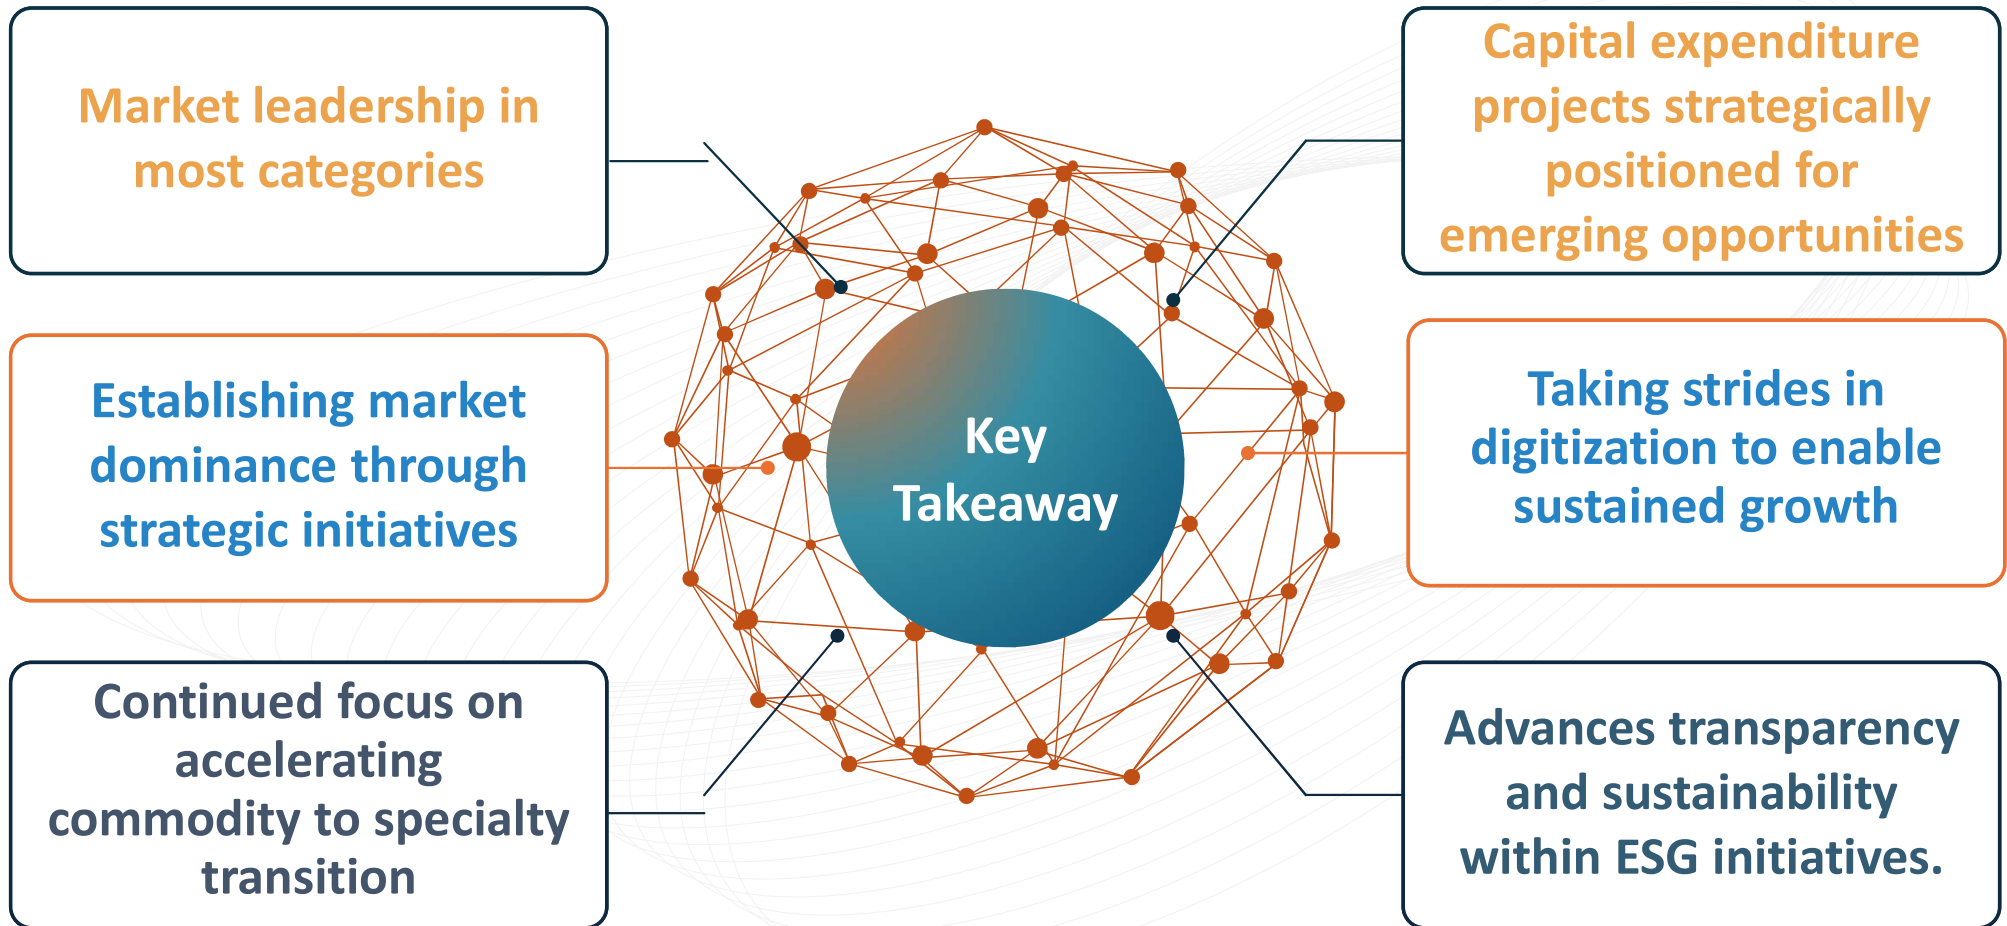 Market leadership in
most categories
Establishing market
dominance through
strategic initiatives
Continued focus on
accelerating
commodity to specialty
transition
Key
Takeaway
Capital expenditure
projects strategically
positioned for
emerging opportunities
Taking strides in
digitization to enable
sustained growth
Advances transparency
and sustainability
within ESG initiatives.